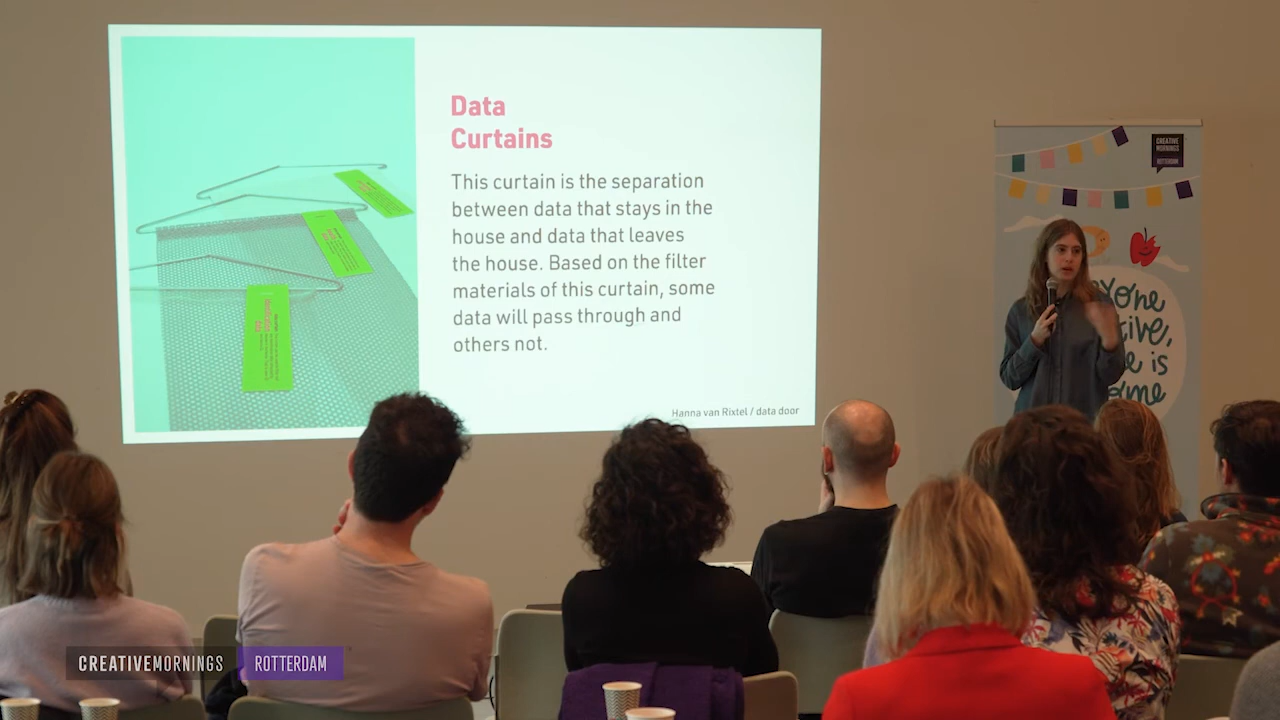 Data
Curtains
This curtain is the separation
between data that stays in the
house and data that leaves
the house. Based on the filter
materials of this curtain, some
data will pass through and
others not.
Hanna van Rixtel / data door
CREATIVE
MORNINGS
ROTTERDAM
is
CREATIVEMORNINGS
ROTTERDAM